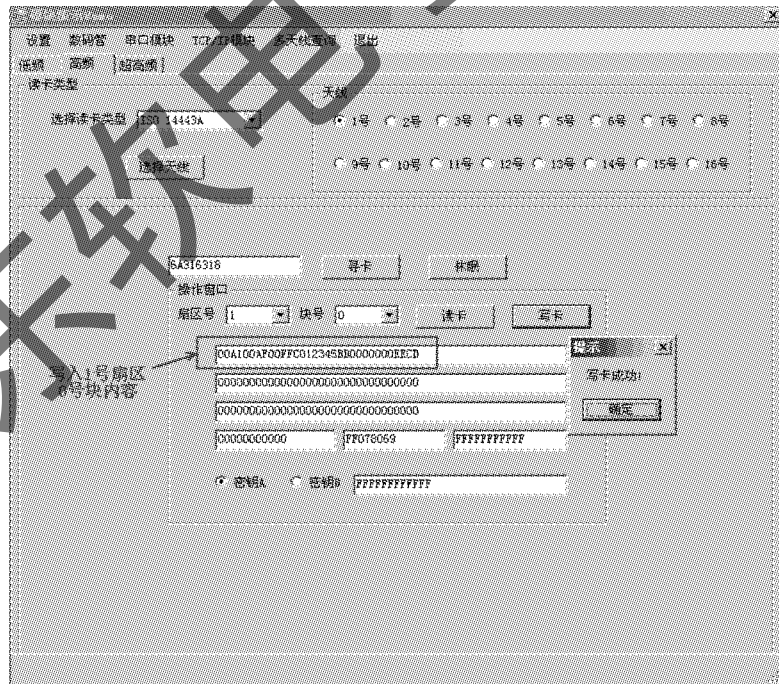 设置 数码管 串口模块 TCP/IP模块 多天线查询 退出
低频 高频 超高频
读卡类型
天线
选择读卡类型 ISO 14443A
1号 2号 3号 4号 5号 6号 7号 8号
选择天线
9号 10号 11号 12号 13号 14号 15号 16号
6A316318 寻卡 休眠
操作窗口
扇区号 1 块号 0 读卡 写卡
提示
写卡成功!
确定
写入1号扇区
0号块内容
00000000000000000000000000000000
00000000000000000000000000000000
密钥A 密钥B FFFFFFFFFFFF